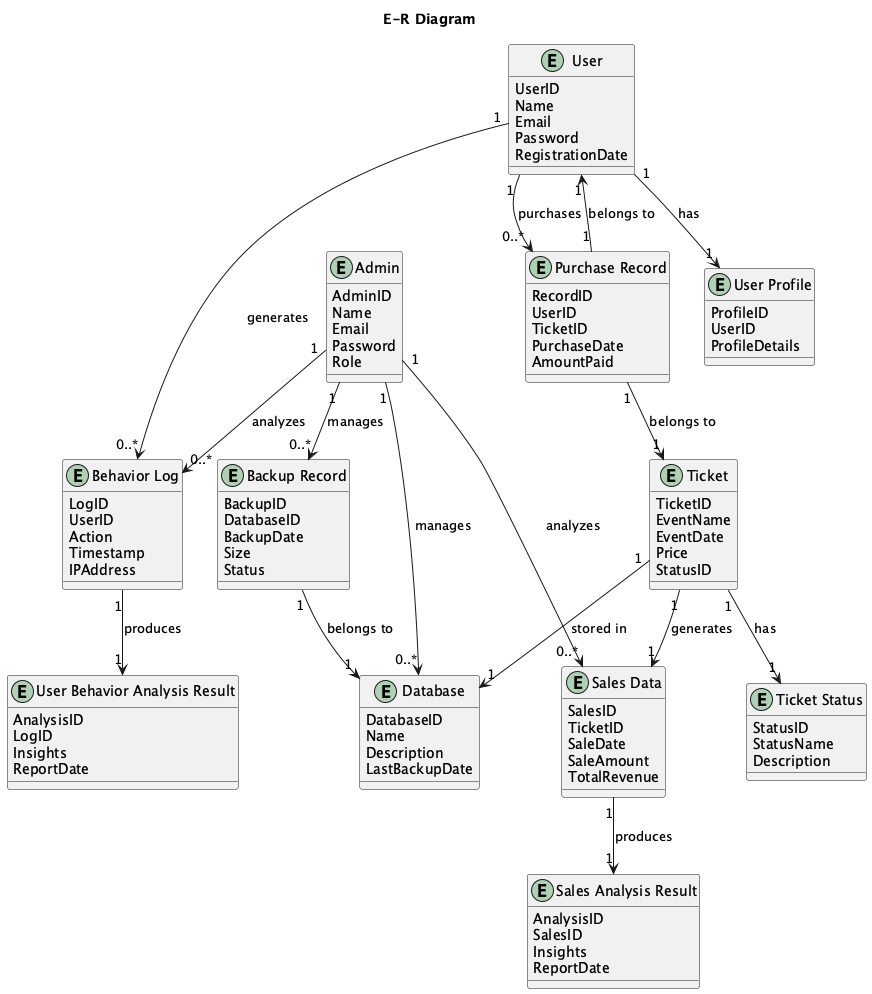 E-R Diagram
E User
UserID
Name
Email
Password
RegistrationDate
1
1
purchases
0..*
1
belongs to
1
1
has
1
generates
0..*
E Admin
AdminID
Name
Email
Password
Role
E Purchase Record
RecordID
UserID
TicketID
PurchaseDate
AmountPaid
E User Profile
ProfileID
UserID
ProfileDetails
1
analyzes
0..*
1
manages
0..*
1
manages
0..*
1
analyzes
0..*
1
belongs to
1
E Behavior Log
LogID
UserID
Action
Timestamp
IPAddress
E Backup Record
BackupID
DatabaseID
BackupDate
Size
Status
E Ticket
TicketID
EventName
EventDate
Price
StatusID
1
produces
1
1
belongs to
1
1
stored in
1
1
generates
1
1
has
1
E User Behavior Analysis Result
AnalysisID
LogID
Insights
ReportDate
E Database
DatabaseID
Name
Description
LastBackupDate
E Sales Data
SalesID
TicketID
SaleDate
SaleAmount
TotalRevenue
E Ticket Status
StatusID
StatusName
Description
1
produces
1
E Sales Analysis Result
AnalysisID
SalesID
Insights
ReportDate